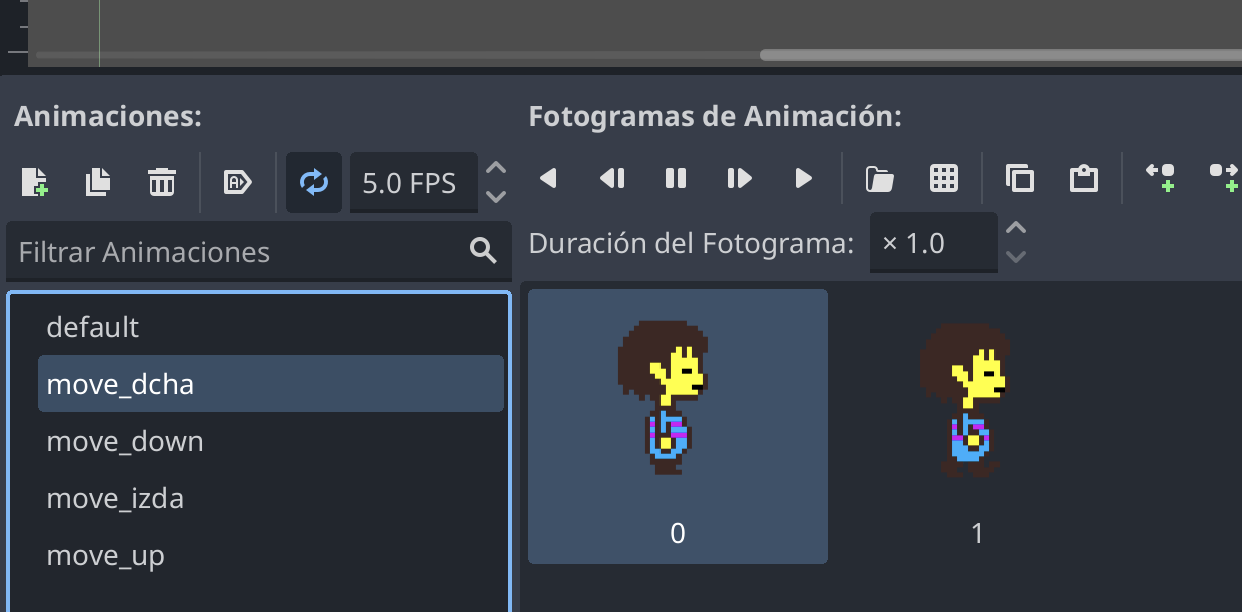 Animaciones:
Fotogramas de Animación:
5.0 FPS
Filtrar Animaciones
Duración del Fotograma: × 1.0
default
move_dcha
move_down
move_izda
move_up
0
1